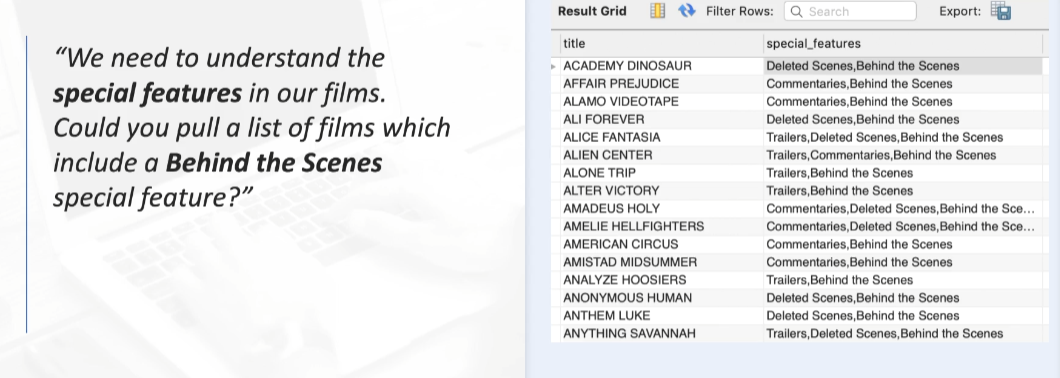 “We need to understand the
special features in our films.
Could you pull a list of films which
include a Behind the Scenes
special feature?”
Result Grid Filter Rows: Search Export:
title special_features
ACADEMY DINOSAUR Deleted Scenes,Behind the Scenes
AFFAIR PREJUDICE Commentaries,Behind the Scenes
ALAMO VIDEOTAPE Commentaries,Behind the Scenes
ALI FOREVER Deleted Scenes,Behind the Scenes
ALICE FANTASIA Trailers,Deleted Scenes,Behind the Scenes
ALIEN CENTER Trailers,Commentaries,Behind the Scenes
ALONE TRIP Trailers,Behind the Scenes
ALTER VICTORY Trailers,Behind the Scenes
AMADEUS HOLY Commentaries,Deleted Scenes,Behind the Sce...
AMELIE HELLFIGHTERS Commentaries,Deleted Scenes,Behind the Sce...
AMERICAN CIRCUS Commentaries,Behind the Scenes
AMISTAD MIDSUMMER Commentaries,Behind the Scenes
ANALYZE HOOSIERS Trailers,Behind the Scenes
ANONYMOUS HUMAN Deleted Scenes,Behind the Scenes
ANTHEM LUKE Deleted Scenes,Behind the Scenes
ANYTHING SAVANNAH Trailers,Deleted Scenes,Behind the Scenes